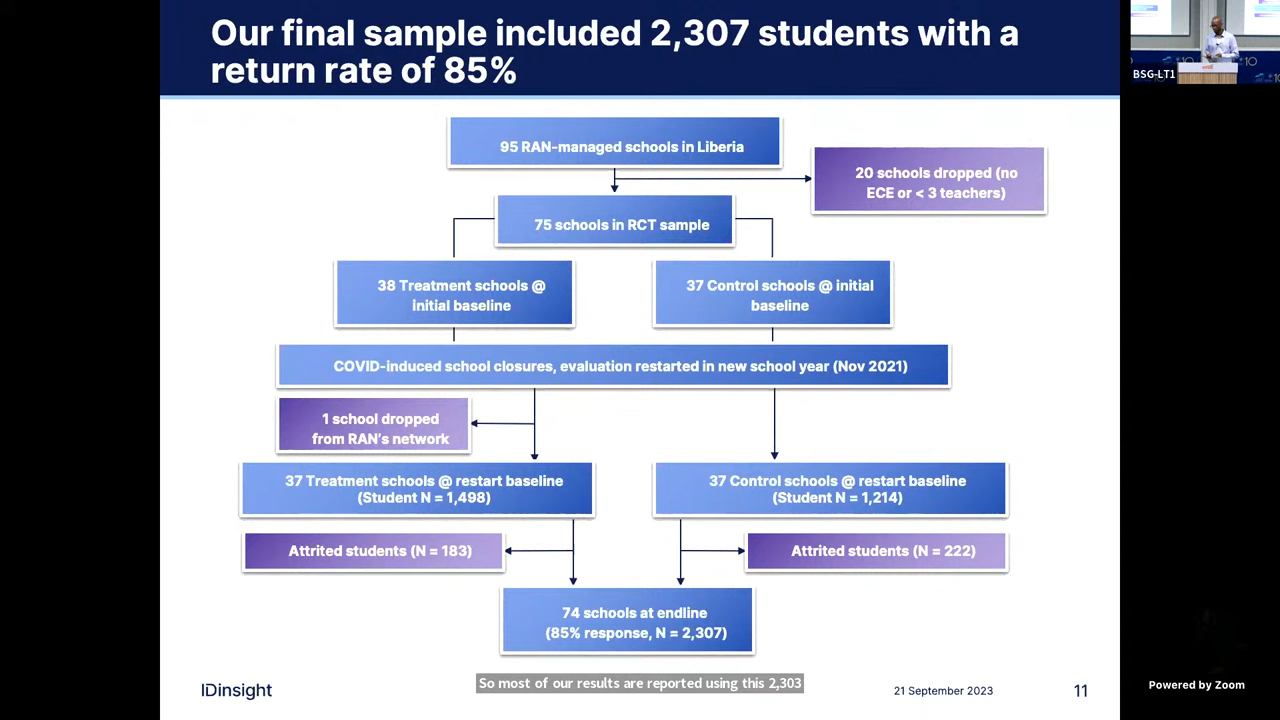 Our final sample included 2,307 students with a
return rate of 85%
BSG-LT1
95 RAN-managed schools in Liberia
20 schools dropped (no
ECE or < 3 teachers)
75 schools in RCT sample
38 Treatment schools @
initial baseline
37 Control schools @ initial
baseline
COVID-induced school closures, evaluation restarted in new school year (Nov 2021)
1 school dropped
from RAN's network
37 Treatment schools @ restart baseline
(Student N = 1,498)
37 Control schools @ restart baseline
(Student N = 1,214)
Attrited students (N = 183)
Attrited students (N = 222)
74 schools at endline
(85% response, N = 2,307)
IDinsight
So most of our results are reported using this 2,303
21 September 2023
11
Powered by Zoom